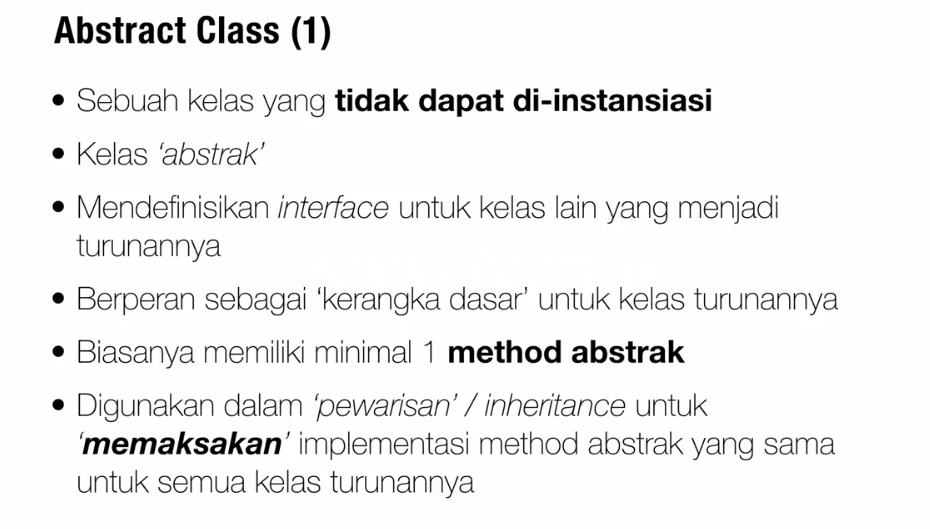 Abstract Class (1)
• Sebuah kelas yang tidak dapat di-instansiasi
• Kelas ‘abstrak’
• Mendefinisikan interface untuk kelas lain yang menjadi
turunannya
• Berperan sebagai ‘kerangka dasar’ untuk kelas turunannya
• Biasanya memiliki minimal 1 method abstrak
• Digunakan dalam ‘pewarisan’ / inheritance untuk
‘memaksakan’ implementasi method abstrak yang sama
untuk semua kelas turunannya